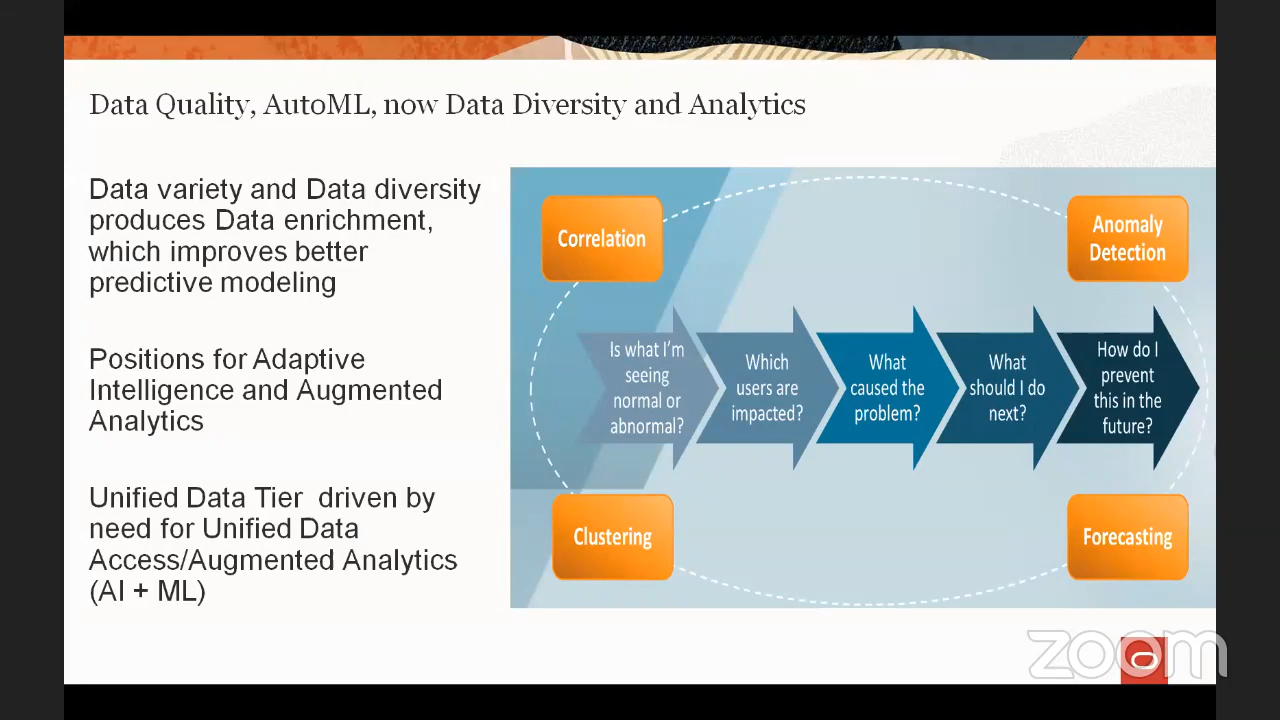 Data Quality, AutoML, now Data Diversity and Analytics
Data variety and Data diversity
produces Data enrichment,
which improves better
predictive modeling
Positions for Adaptive
Intelligence and Augmented
Analytics
Unified Data Tier driven by
need for Unified Data
Access/Augmented Analytics
(AI + ML)
Correlation
Anomaly
Detection
Is what I'm
seeing
normal or
abnormal?
Which
users are
impacted?
What
caused the
problem?
What
should I do
next?
How do I
prevent
this in the
future?
Clustering
Forecasting
zoom